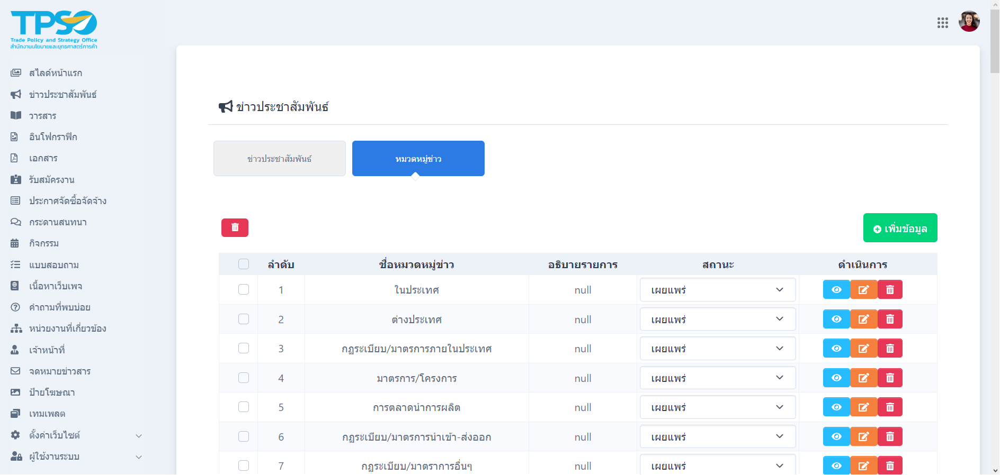 TPSO
Trade Policy and Strategy Office
สำนักงานนโยบายและยุทธศาสตร์การค้า
สไลด์หน้าแรก
ข่าวประชาสัมพันธ์
วารสาร
อินโฟกราฟิก
เอกสาร
รับสมัครงาน
ประกาศจัดซื้อจัดจ้าง
กระดานสนทนา
กิจกรรม
แบบสอบถาม
เนื้อหาเว็บเพจ
คำถามที่พบบ่อย
หน่วยงานที่เกี่ยวข้อง
เจ้าหน้าที่
จดหมายข่าวสาร
ป้ายโฆษณา
เทมเพลต
ตั้งค่าเว็บไซต์
ผู้ใช้งานระบบ
ข่าวประชาสัมพันธ์
ข่าวประชาสัมพันธ์ หมวดหมู่ข่าว
เพิ่มข้อมูล
ลำดับ ชื่อหมวดหมู่ข่าว อธิบายรายการ สถานะ ดำเนินการ
1 ในประเทศ null เผยแพร่
2 ต่างประเทศ null เผยแพร่
3 กฏระเบียบ/มาตรการภายในประเทศ null เผยแพร่
4 มาตรการ/โครงการ null เผยแพร่
5 การตลาดนำการผลิต null เผยแพร่
6 กฏระเบียบ/มาตรการนำเข้า-ส่งออก null เผยแพร่
7 กฏระเบียบ/มาตราการอื่นๆ null เผยแพร่